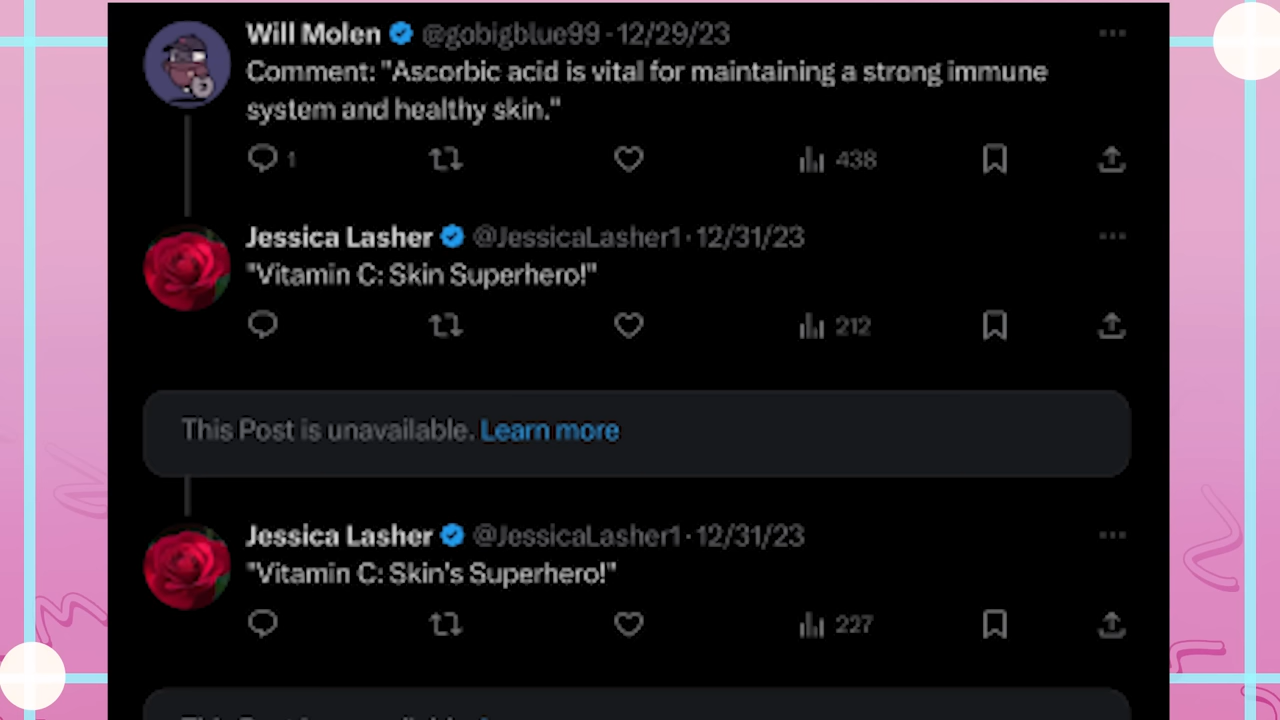 Will Molen @gobigblue99 · 12/29/23
Comment: "Ascorbic acid is vital for maintaining a strong immune
system and healthy skin."
1 438
Jessica Lasher @JessicaLasher1 · 12/31/23
"Vitamin C: Skin Superhero!"
212
This Post is unavailable. Learn more
Jessica Lasher @JessicaLasher1 · 12/31/23
"Vitamin C: Skin's Superhero!"
227